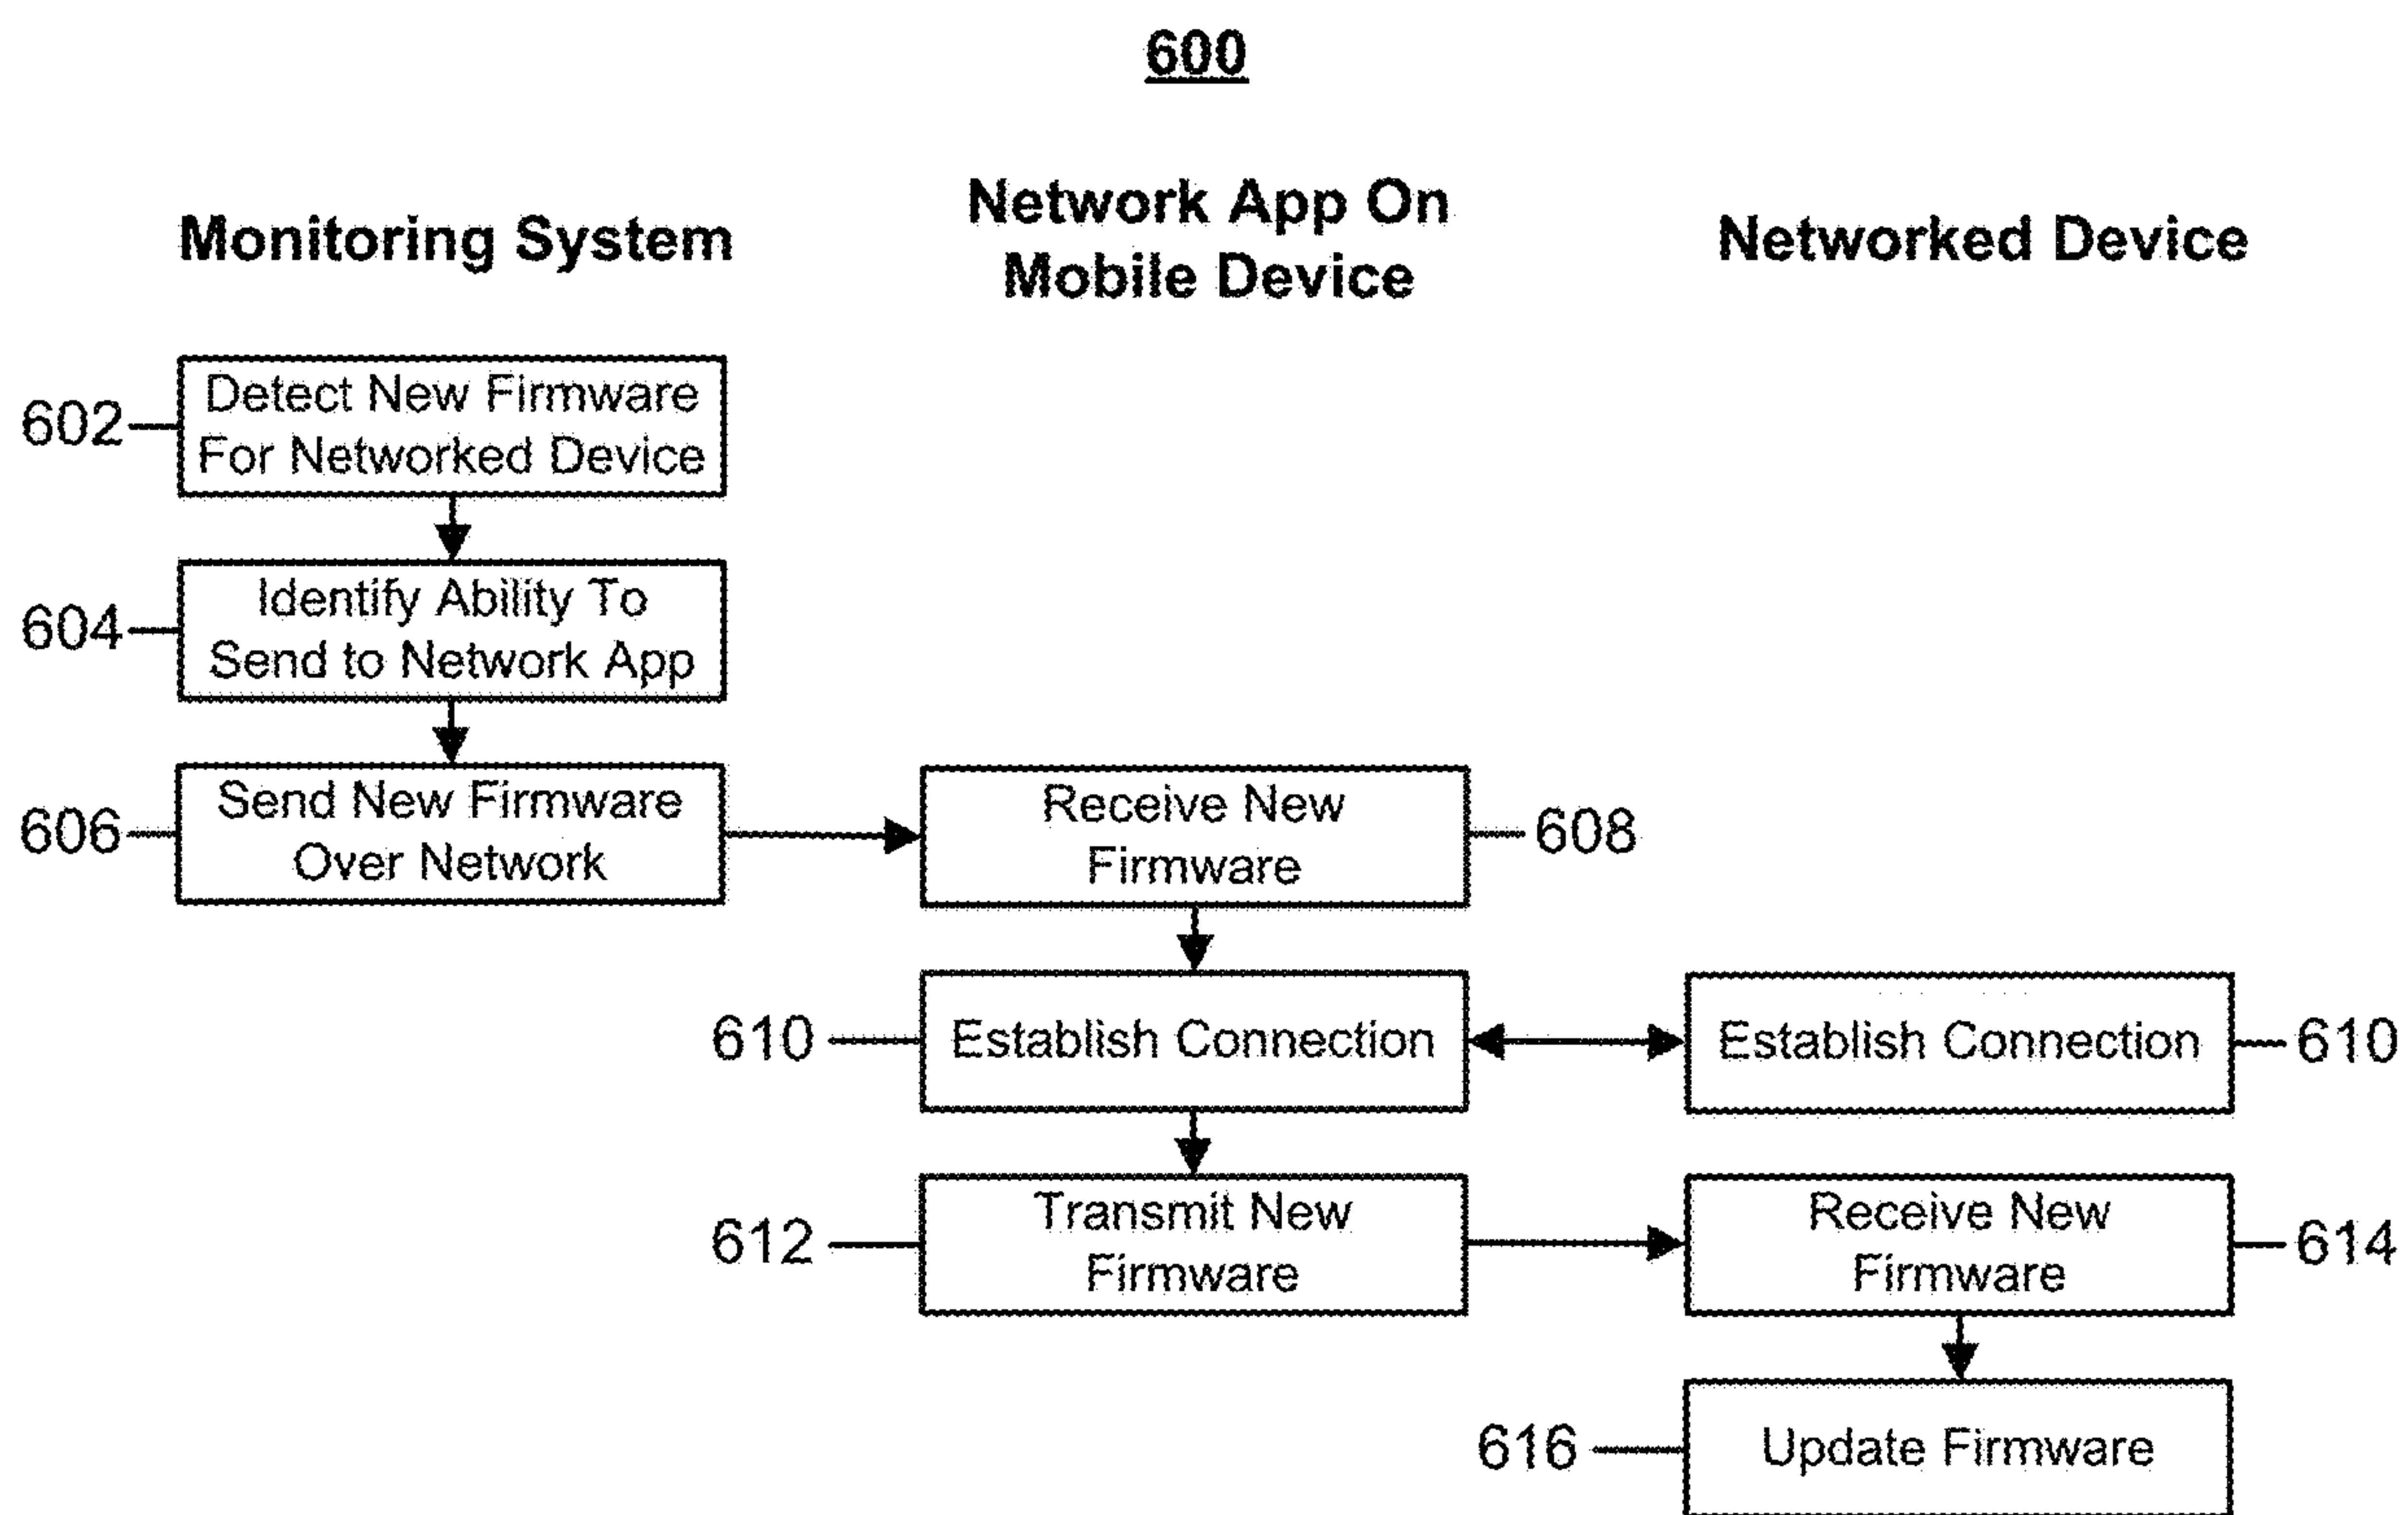 600
Monitoring System
Network App On
Mobile Device
Networked Device
602
Detect New Firmware
For Networked Device
604
Identify Ability To
Send to Network App
606
Send New Firmware
Over Network
Receive New
Firmware
608
610
Establish Connection
Establish Connection
610
612
Transmit New
Firmware
Receive New
Firmware
614
616
Update Firmware